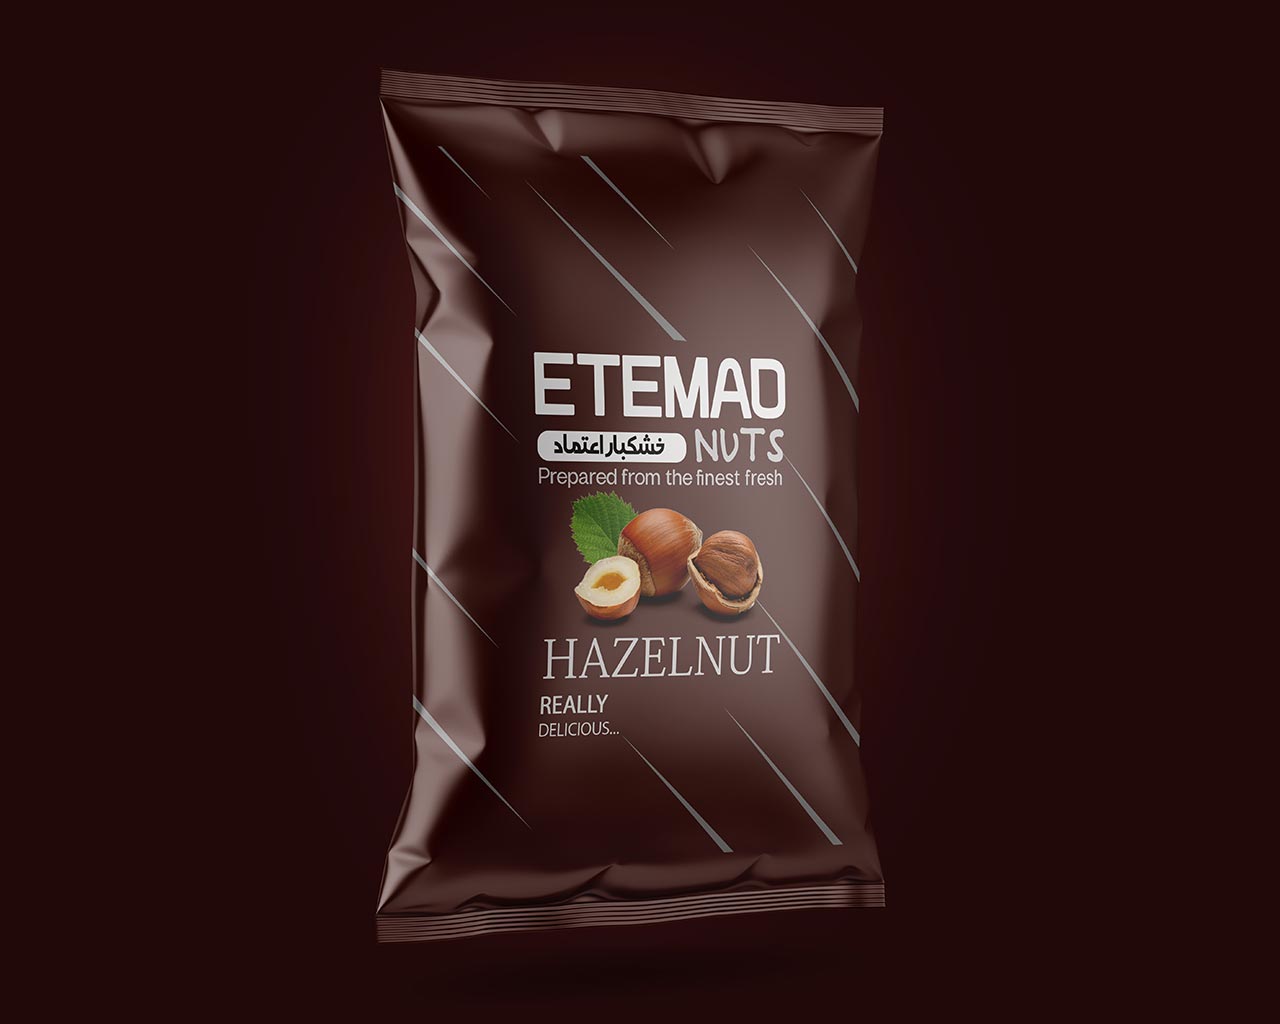 ETEMAD
خشکبار اعتماد NUTS
Prepared from the finest fresh
HAZELNUT
REALLY
DELICIOUS...